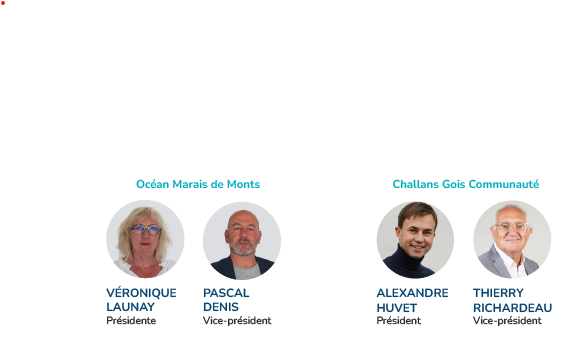 Océan Marais de Monts
Challans Gois Communauté
VÉRONIQUE
LAUNAY
Présidente
PASCAL
DENIS
Vice-président
ALEXANDRE
HUVET
Président
THIERRY
RICHARDEAU
Vice-président